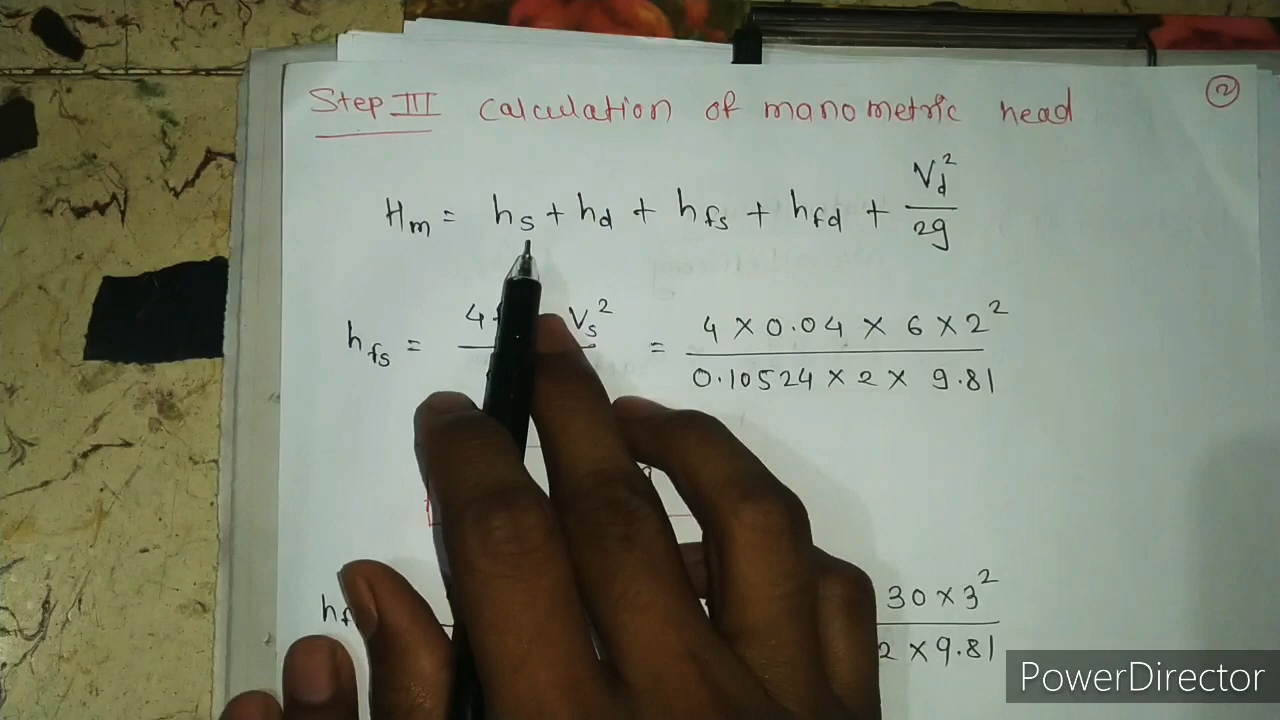 Step III Calculation of manometric head
2
Hm = hs + hd + hfs + hfd + Vd²/2g
hfs = 4 Vs² = 4 × 0.04 × 6 × 2² / 0.10524 × 2 × 9.81
30 × 3² / 2 × 9.81
PowerDirector